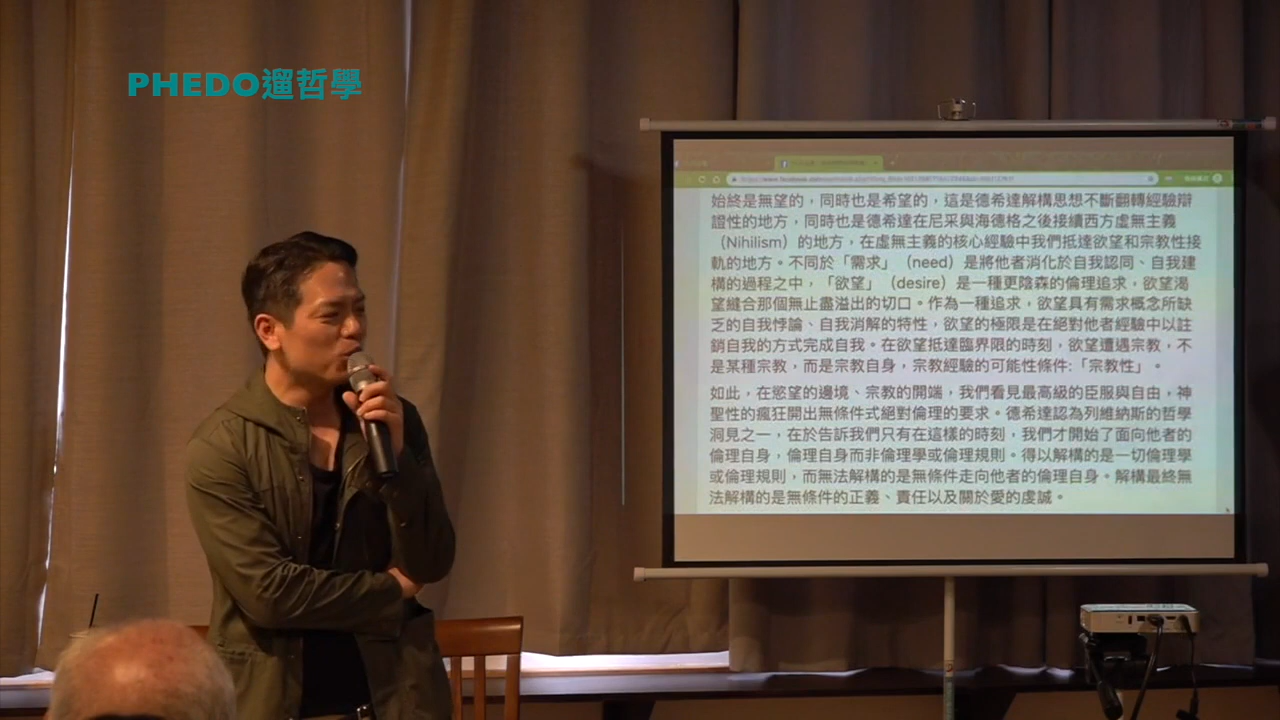 PHEDO遛哲學
始終是無望的，同時也是希望的，這是德希達解構思想不斷翻轉經驗辯
證性的地方，同時也是德希達在尼采與海德格之後接續西方虛無主義
（Nihilism）的地方，在虛無主義的核心經驗中我們抵達欲望和宗教性接
軌的地方。不同於「需求」（need）是將他者消化於自我認同、自我建
構的過程之中，「欲望」（desire）是一種更陰森的倫理追求，欲望渴
望縫合那個無止盡溢出的切口。作為一種追求，欲望具有需求概念所缺
乏的自我悖論、自我消解的特性，欲望的極限是在絕對他者經驗中以註
銷自我的方式完成自我。在欲望抵達臨界限的時刻，欲望遭遇宗教，不
是某種宗教，而是宗教自身，宗教經驗的可能性條件:「宗教性」。
如此，在慾望的邊境、宗教的開端，我們看見最高級的臣服與自由，神
聖性的瘋狂開出無條件式絕對倫理的要求。德希達認為列維納斯的哲學
洞見之一，在於告訴我們只有在這樣的時刻，我們才開始了面向他者的
倫理自身，倫理自身而非倫理學或倫理規則。得以解構的是一切倫理學
或倫理規則，而無法解構的是無條件走向他者的倫理自身。解構最終無
法解構的是無條件的正義、責任以及關於愛的虔誠。